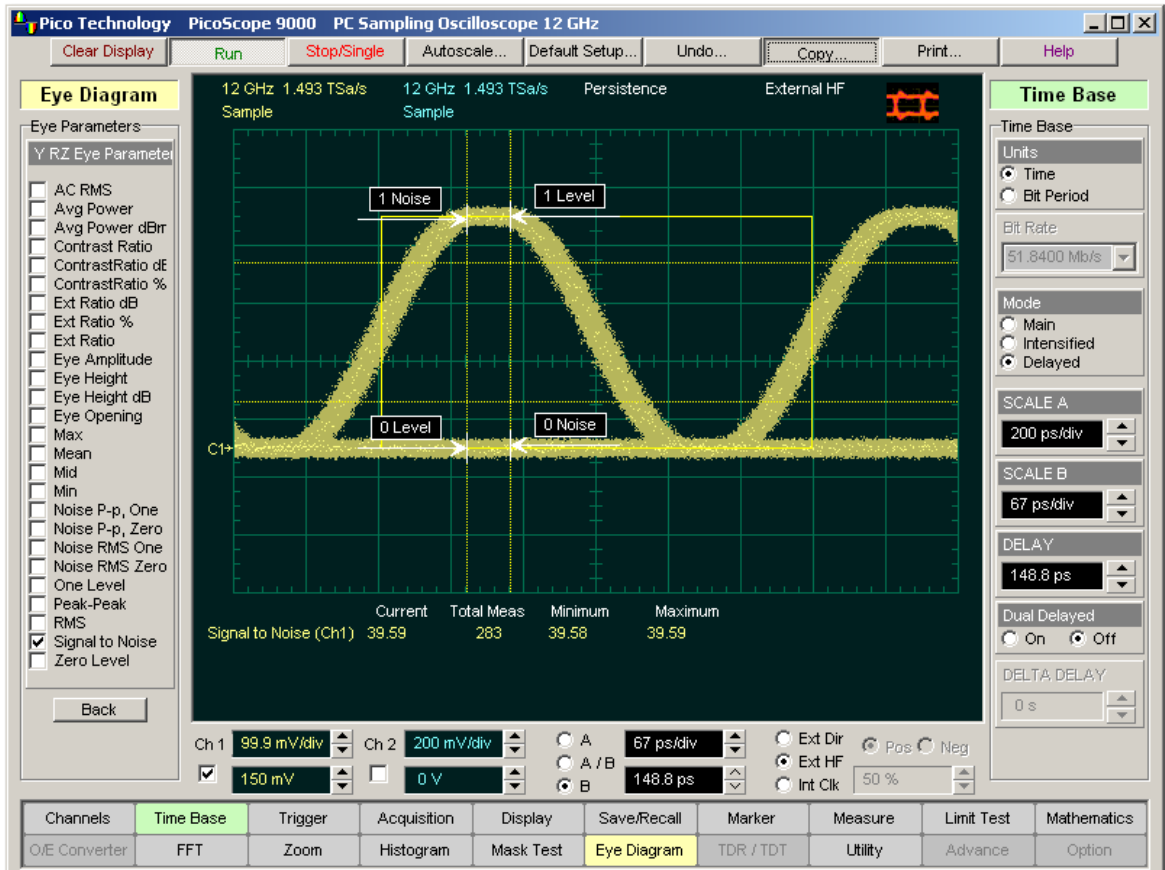 Pico Technology PicoScope 9000 PC Sampling Oscilloscope 12 GHz
Clear Display Run Stop/Single Autoscale... Default Setup... Undo... Copy... Print... Help
Eye Diagram
Eye Parameters
Y RZ Eye Parameter
AC RMS
Avg Power
Avg Power dBm
Contrast Ratio
ContrastRatio dE
ContrastRatio %
Ext Ratio dB
Ext Ratio %
Ext Ratio
Eye Amplitude
Eye Height
Eye Height dB
Eye Opening
Max
Mean
Mid
Min
Noise P-p, One
Noise P-p, Zero
Noise RMS One
Noise RMS Zero
One Level
Peak-Peak
RMS
Signal to Noise
Zero Level
Back
12 GHz 1.493 TSa/s 12 GHz 1.493 TSa/s Persistence External HF
Sample Sample
1 Noise 1 Level
0 Level 0 Noise
C1
Current Total Meas Minimum Maximum
Signal to Noise (Ch1) 39.59 283 39.58 39.59
Time Base
Time Base
Units
Time
Bit Period
Bit Rate
51.8400 Mb/s
Mode
Main
Intensified
Delayed
SCALE A
200 ps/div
SCALE B
67 ps/div
DELAY
148.8 ps
Dual Delayed
On Off
DELTA DELAY
0 s
Ch 1 99.9 mV/div Ch 2 200 mV/div A 67 ps/div Ext Dir Pos Neg
A / B Ext HF
150 mV 0 V B 148.8 ps Int Clk 50 %
Channels Time Base Trigger Acquisition Display Save/Recall Marker Measure Limit Test Mathematics
O/E Converter FFT Zoom Histogram Mask Test Eye Diagram TDR / TDT Utility Advance Option